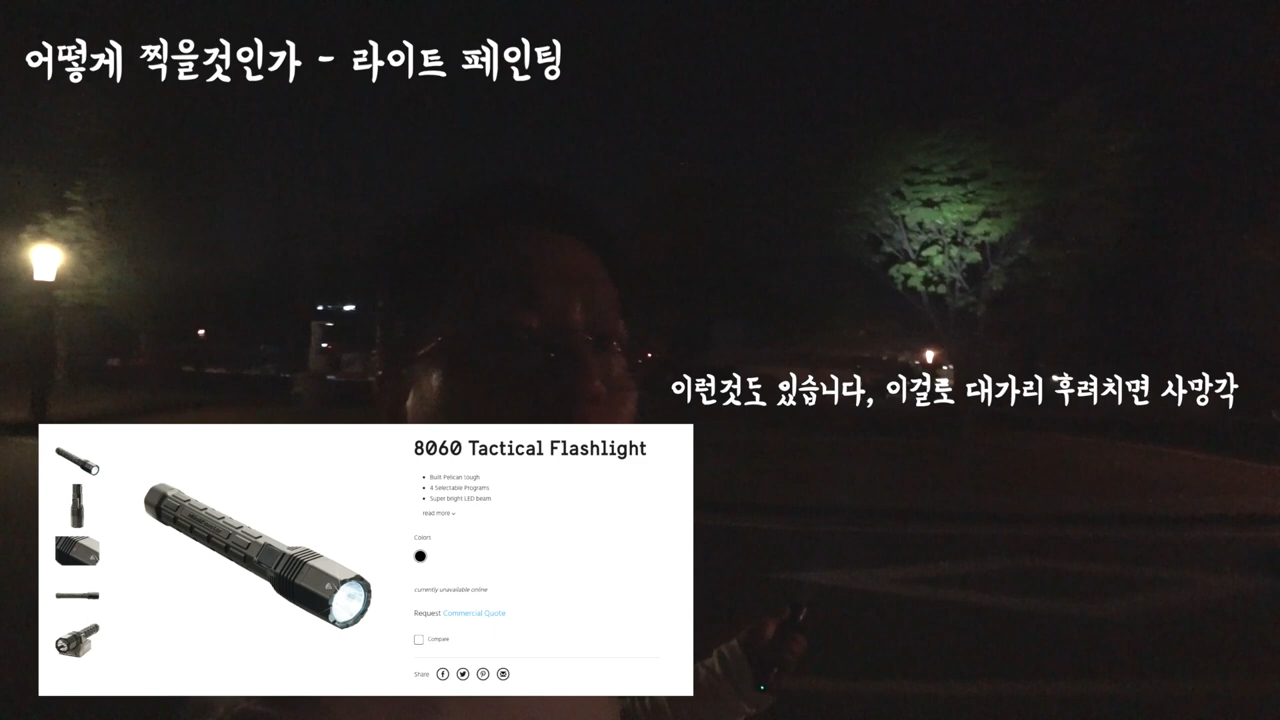 어떻게 찍을것인가 - 라이트 페인팅
이런것도 있습니다, 이걸로 대가리 후려치면 사망각
8060 Tactical Flashlight
Built Pelican tough
4 Selectable Programs
Super bright LED beam
read more
Colors
currently unavailable online
Request Commercial Quote
Compare
Share